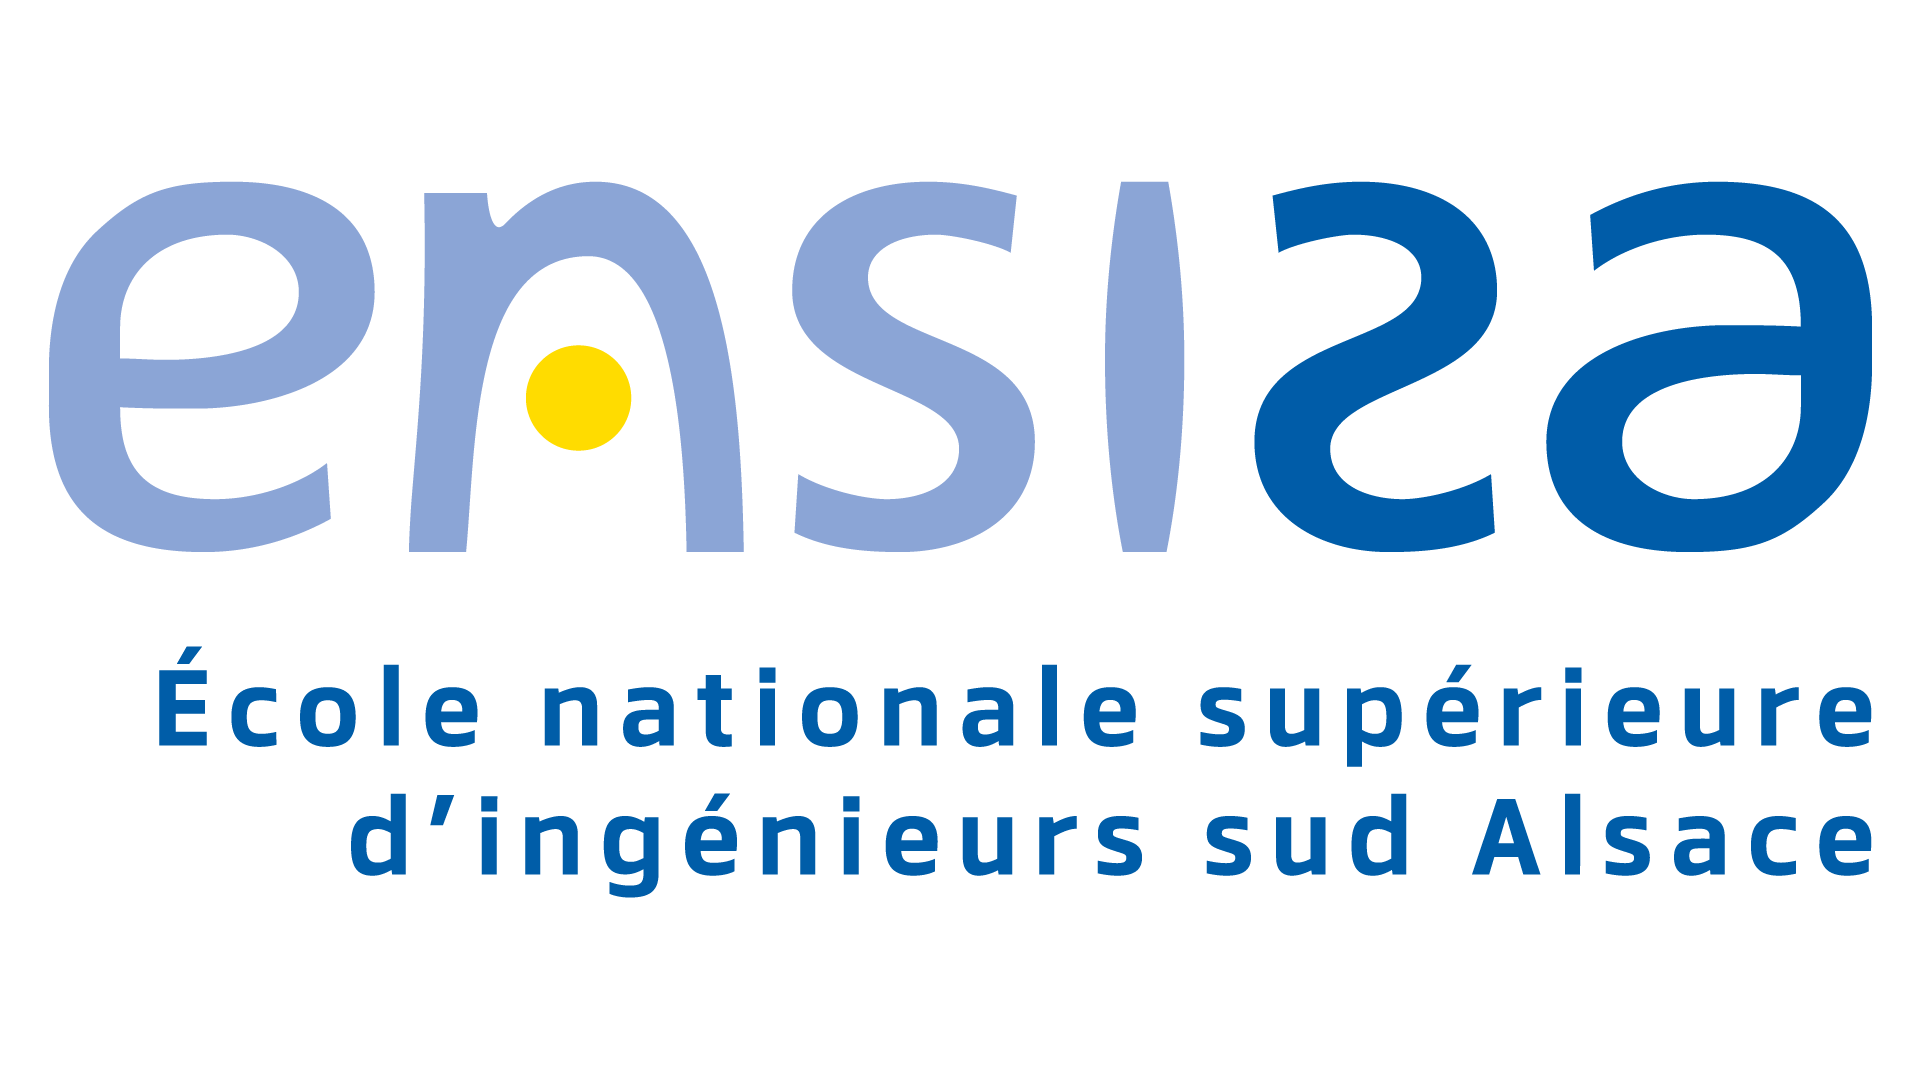 ensisa
École nationale supérieure
d’ingénieurs sud Alsace